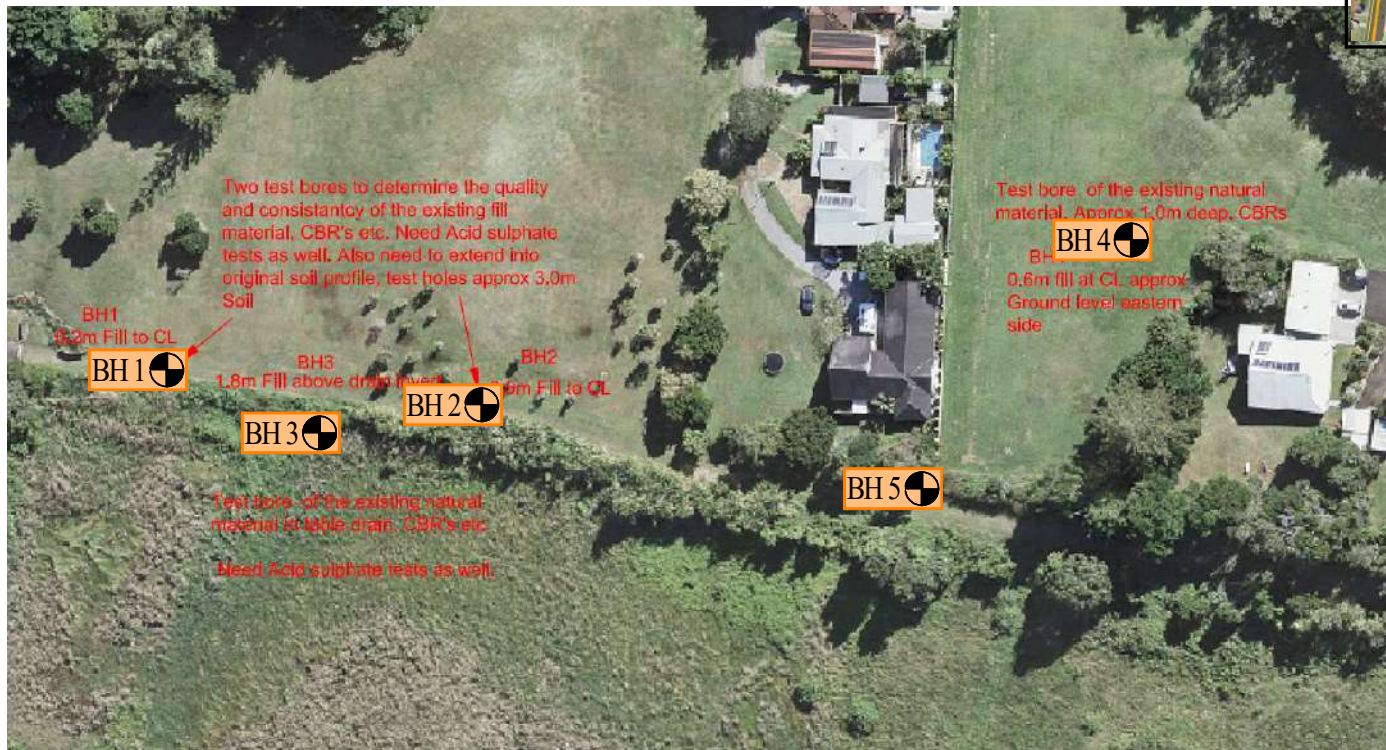 Two test bores to determine the quality
and consistantcy of the existing fill
material, CBR's etc. Need Acid sulphate
tests as well. Also need to extend into
original soil profile, test holes approx 3.0m
Soil
BH1
Fill to CL
BH 1
BH3
1.8m Fill above drain invert
BH 3
BH2
Fill to CL
BH 2
Test bore of the existing natural
material in table drain, CBR's etc
Need Acid sulphate tests as well.
BH 5
Test bore of the existing natural
material. Approx 1.0m deep, CBRs
BH 4
0.6m fill at CL approx
Ground level eastern
side